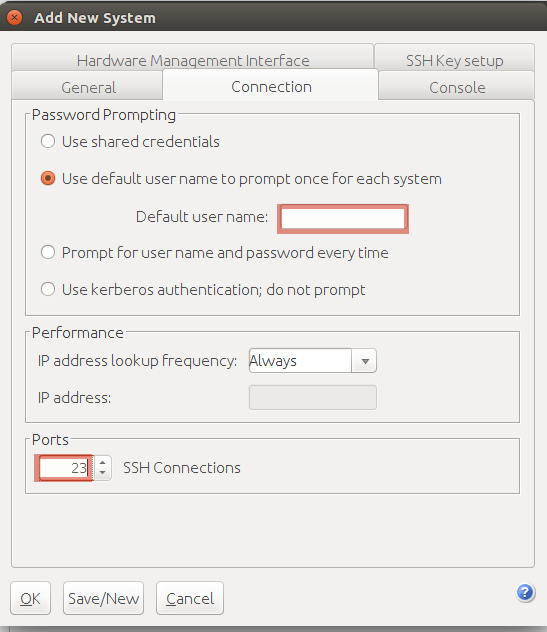 Add New System
Hardware Management Interface
SSH Key setup
General
Connection
Console
Password Prompting
Use shared credentials
Use default user name to prompt once for each system
Default user name:
Prompt for user name and password every time
Use kerberos authentication; do not prompt
Performance
IP address lookup frequency: Always
IP address:
Ports
23 SSH Connections
OK
Save/New
Cancel
?